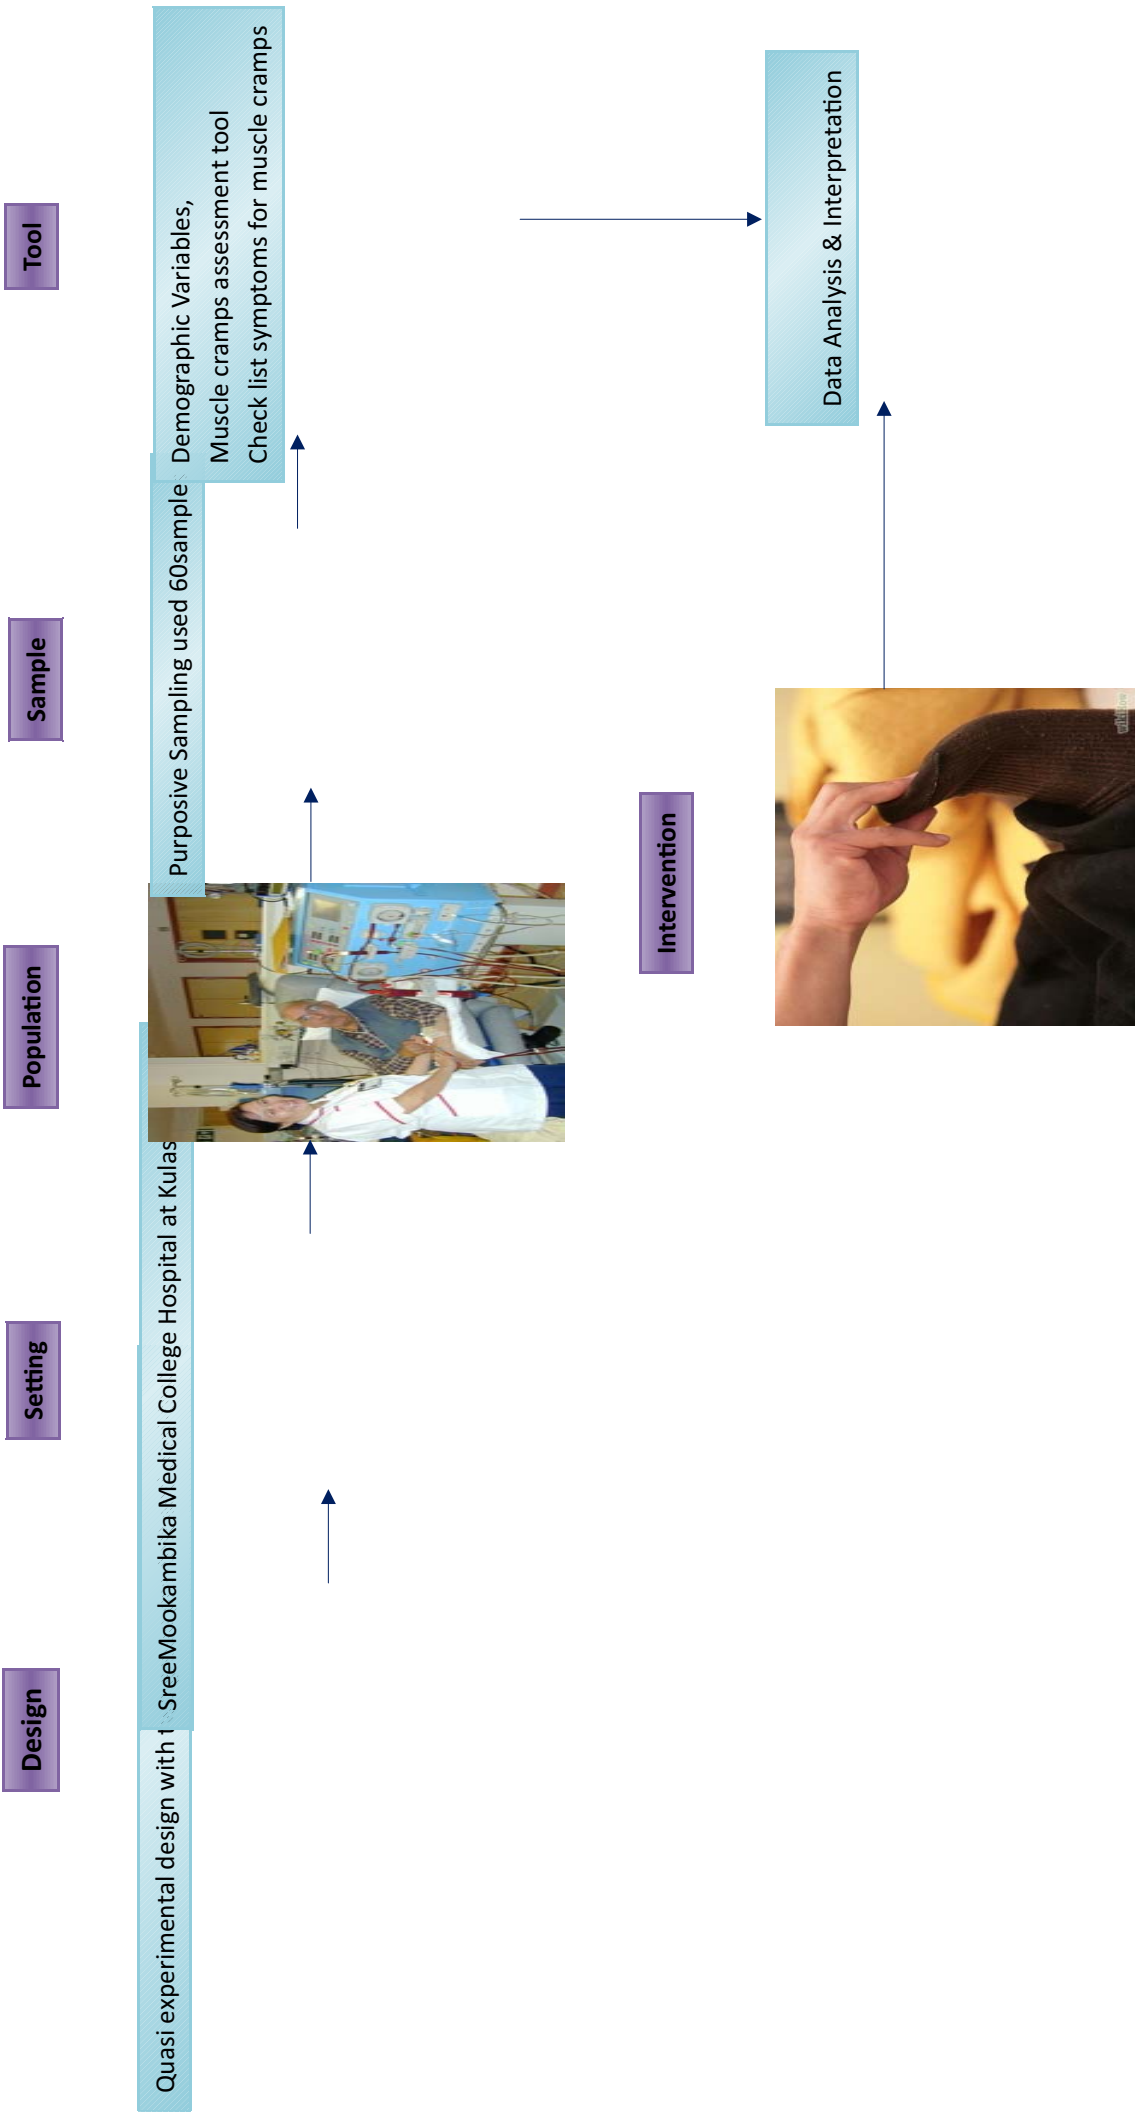 Design
Setting
Population
Sample
Tool
Quasi experimental design with
SreeMookambika Medical College Hospital at Kulas
Purposive Sampling used 60sample
Demographic Variables,
Muscle cramps assessment tool
Check list symptoms for muscle cramps
Intervention
Data Analysis & Interpretation